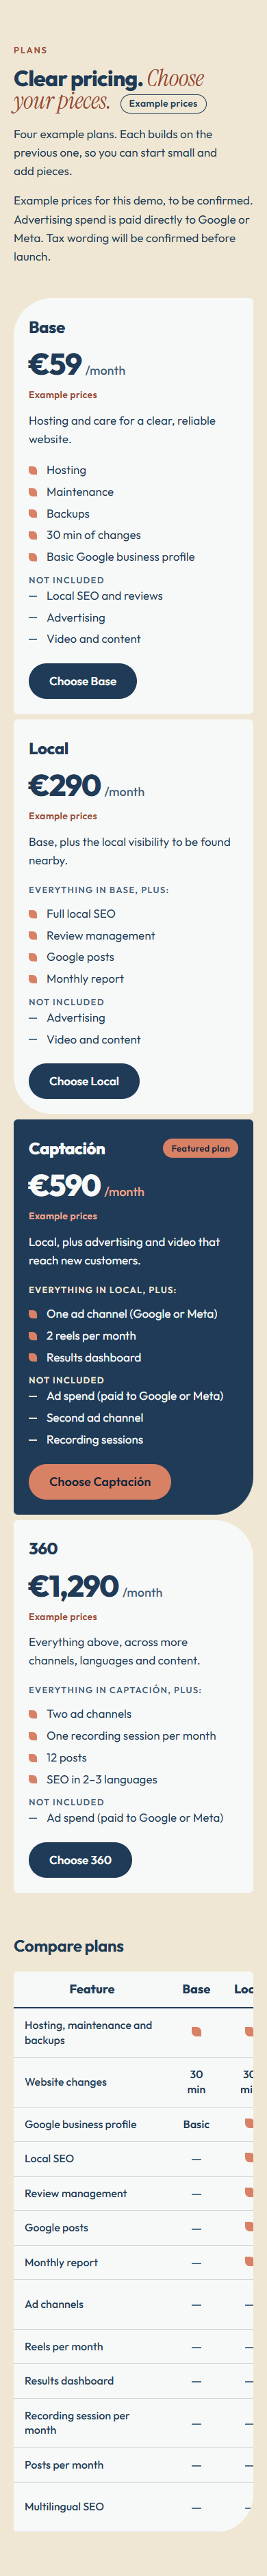 PLANS
Clear pricing. Choose
your pieces. Example prices
Four example plans. Each builds on the
previous one, so you can start small and
add pieces.
Example prices for this demo, to be confirmed.
Advertising spend is paid directly to Google or
Meta. Tax wording will be confirmed before
launch.
Base
€59 /month
Example prices
Hosting and care for a clear, reliable
website.
Hosting
Maintenance
Backups
30 min of changes
Basic Google business profile
NOT INCLUDED
— Local SEO and reviews
— Advertising
— Video and content
Choose Base
Local
€290 /month
Example prices
Base, plus the local visibility to be found
nearby.
EVERYTHING IN BASE, PLUS:
Full local SEO
Review management
Google posts
Monthly report
NOT INCLUDED
— Advertising
— Video and content
Choose Local
Captación Featured plan
€590 /month
Example prices
Local, plus advertising and video that
reach new customers.
EVERYTHING IN LOCAL, PLUS:
One ad channel (Google or Meta)
2 reels per month
Results dashboard
NOT INCLUDED
— Ad spend (paid to Google or Meta)
— Second ad channel
— Recording sessions
Choose Captación
360
€1,290 /month
Example prices
Everything above, across more
channels, languages and content.
EVERYTHING IN CAPTACIÓN, PLUS:
Two ad channels
One recording session per month
12 posts
SEO in 2–3 languages
NOT INCLUDED
— Ad spend (paid to Google or Meta)
Choose 360
Compare plans
Feature Base
Hosting, maintenance and
backups
Website changes 30 30
min
Google business profile Basic
Local SEO —
Review management —
Google posts —
Monthly report —
Ad channels — —
Reels per month — —
Results dashboard — —
Recording session per
month — —
Posts per month — —
Multilingual SEO — —